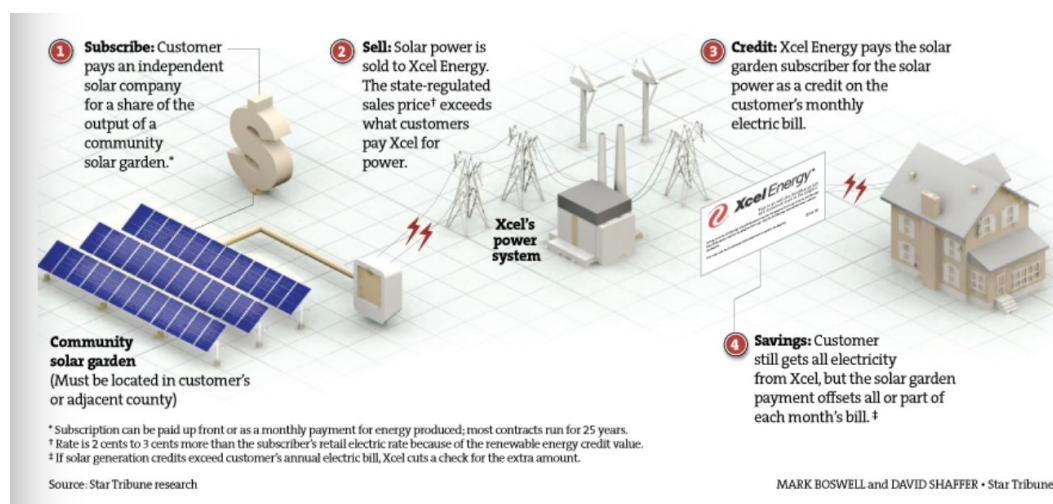 1 Subscribe: Customer
pays an independent
solar company
for a share of the
output of a
community
solar garden.*
2 Sell: Solar power is
sold to Xcel Energy.
The state-regulated
sales price† exceeds
what customers
pay Xcel for
power.
3 Credit: Xcel Energy pays the solar
garden subscriber for the solar
power as a credit on the
customer's monthly
electric bill.
$
Xcel's
power
system
Xcel Energy
Community
solar garden
(Must be located in customer's
or adjacent county)
4 Savings: Customer
still gets all electricity
from Xcel, but the solar garden
payment offsets all or part of
each month's bill. ‡
* Subscription can be paid up front or as a monthly payment for energy produced; most contracts run for 25 years.
† Rate is 2 cents to 3 cents more than the subscriber's retail electric rate because of the renewable energy credit value.
‡ If solar generation credits exceed customer's annual electric bill, Xcel cuts a check for the extra amount.
Source: Star Tribune research
MARK BOSWELL and DAVID SHAFFER • Star Tribune